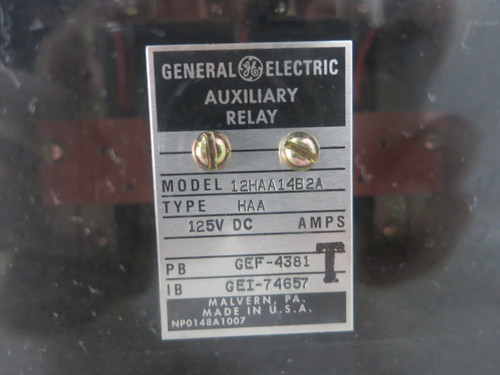 GENERAL GE ELECTRIC
AUXILIARY
RELAY
MODEL 12HAA14B2A
TYPE HAA
125V DC AMPS
PB GEF-4381 T
IB GEI-74657
MALVERN, PA.
MADE IN U.S.A.
NP0148A1007